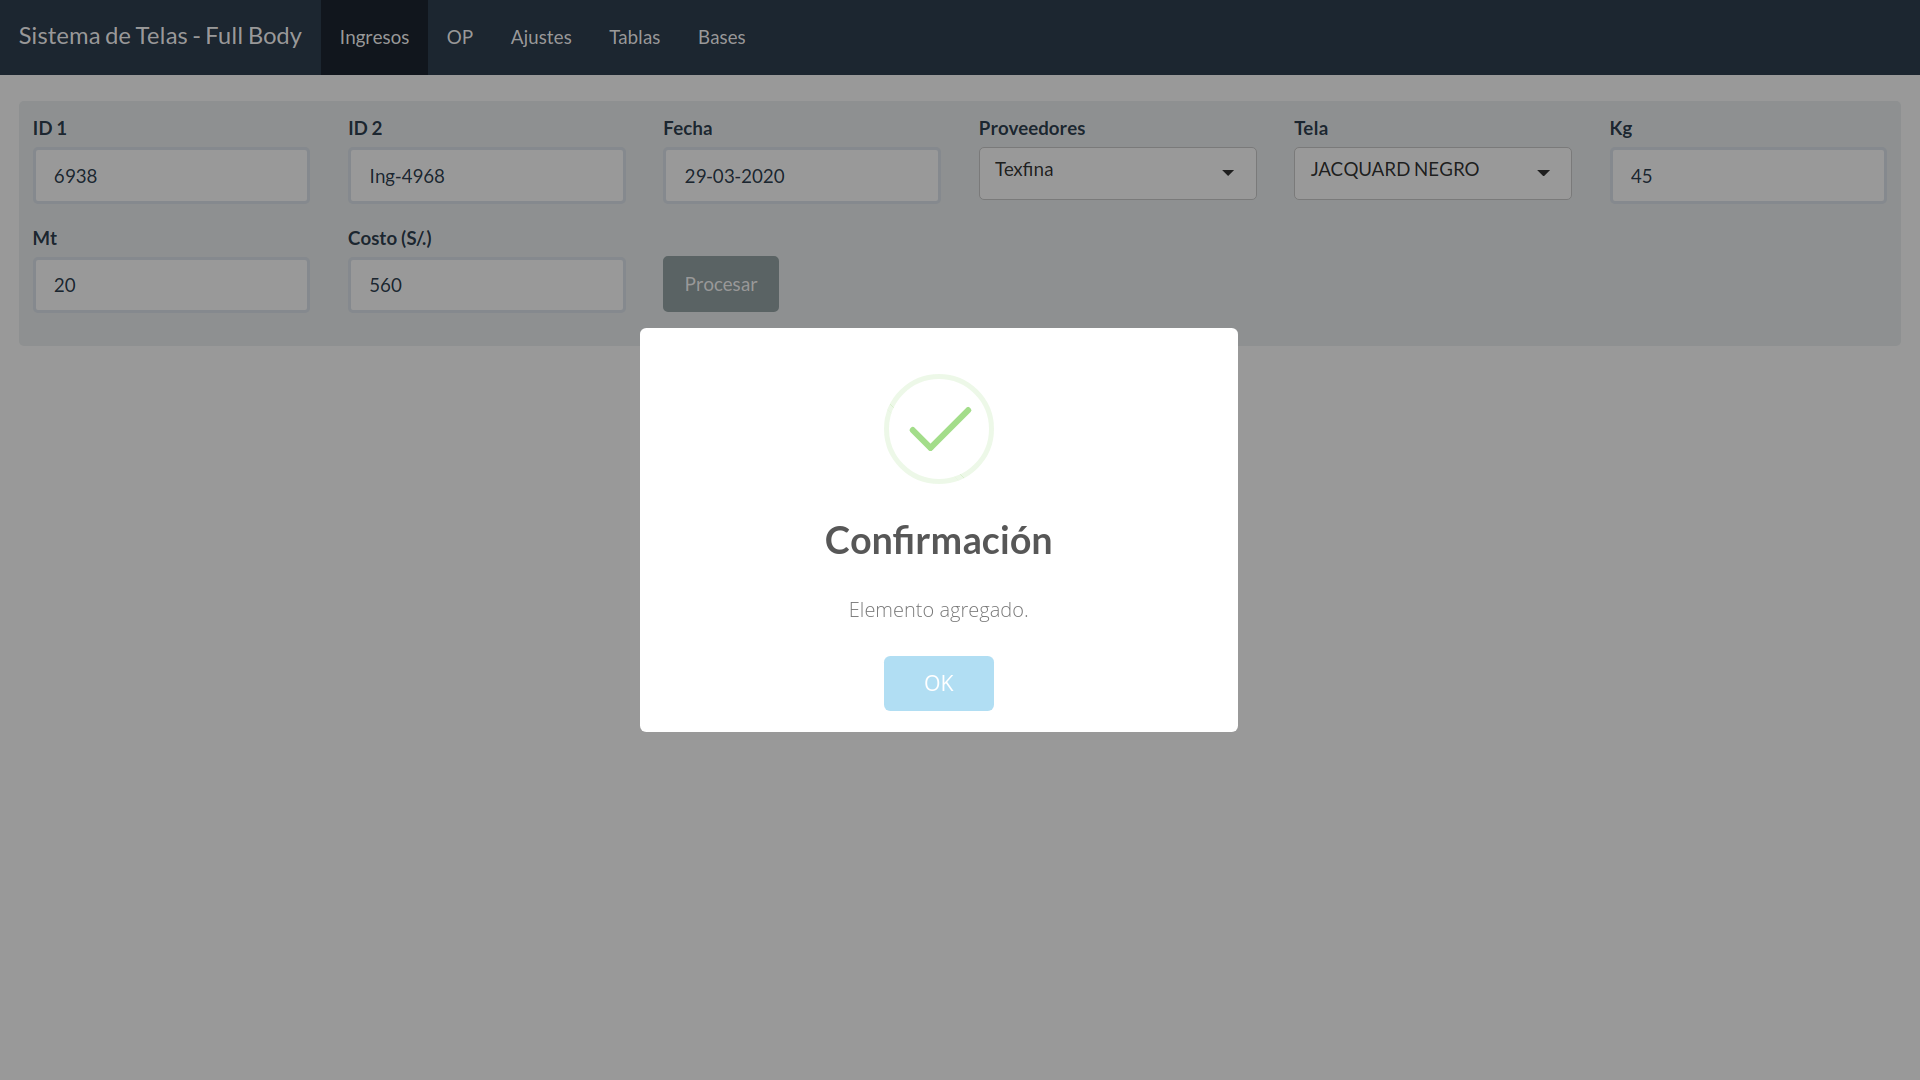 Sistema de Telas - Full Body Ingresos OP Ajustes Tablas Bases
ID 1 ID 2 Fecha Proveedores Tela Kg
6938 Ing-4968 29-03-2020 Texfina JACQUARD NEGRO 45
Mt Costo (S/.)
20 560 Procesar
Confirmación
Elemento agregado.
OK